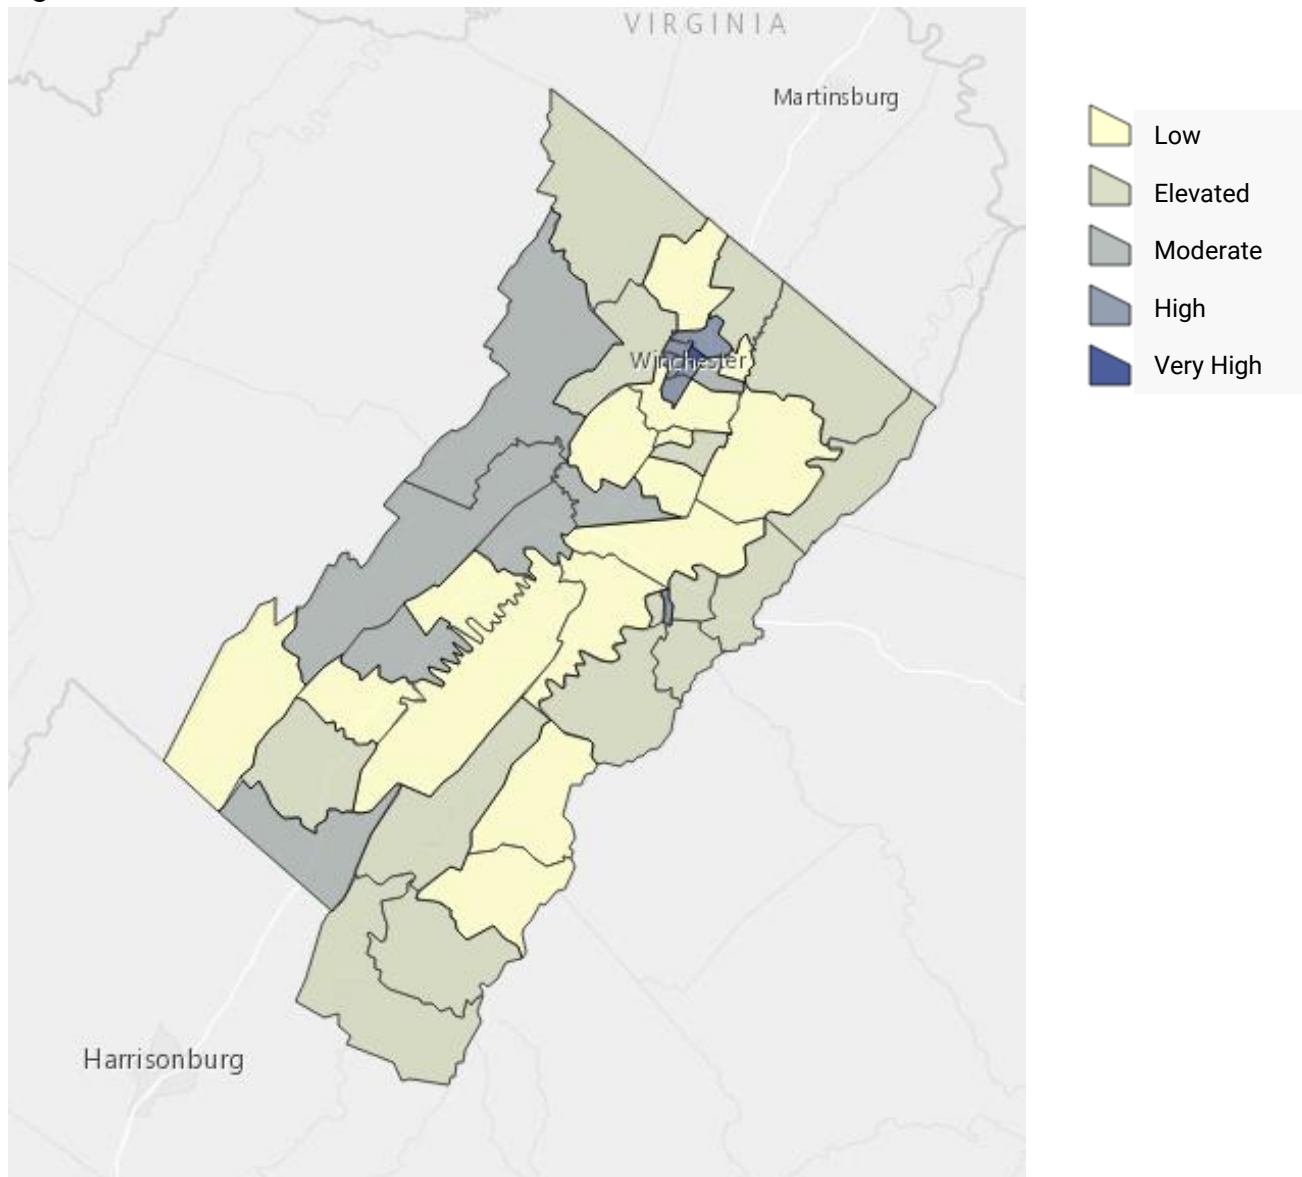 VIRGINIA
Martinsburg
Winchester
Harrisonburg
Low
Elevated
Moderate
High
Very High